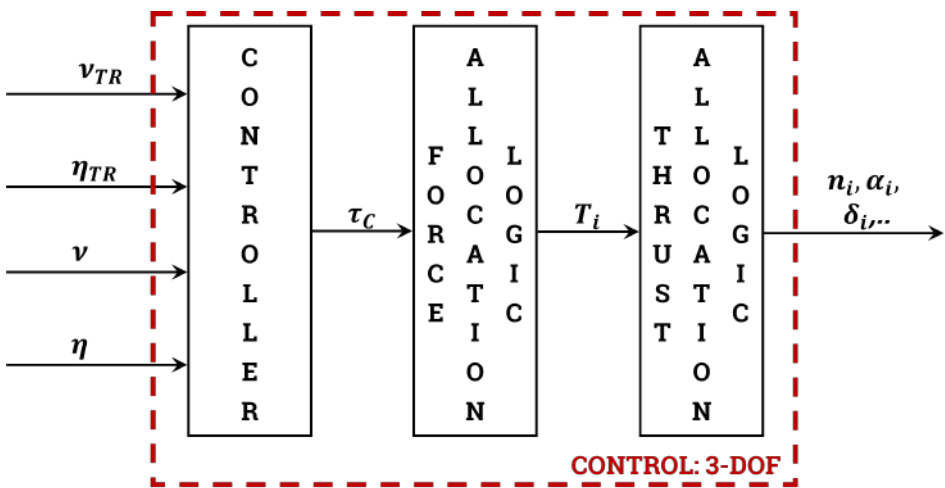 ν_TR
η_TR
ν
η
CONTROLLER
τ_C
FORCE
ALLOCATION
LOGIC
T_i
THRUST
ALLOCATION
LOGIC
n_i, α_i,
δ_i,..
CONTROL: 3-DOF